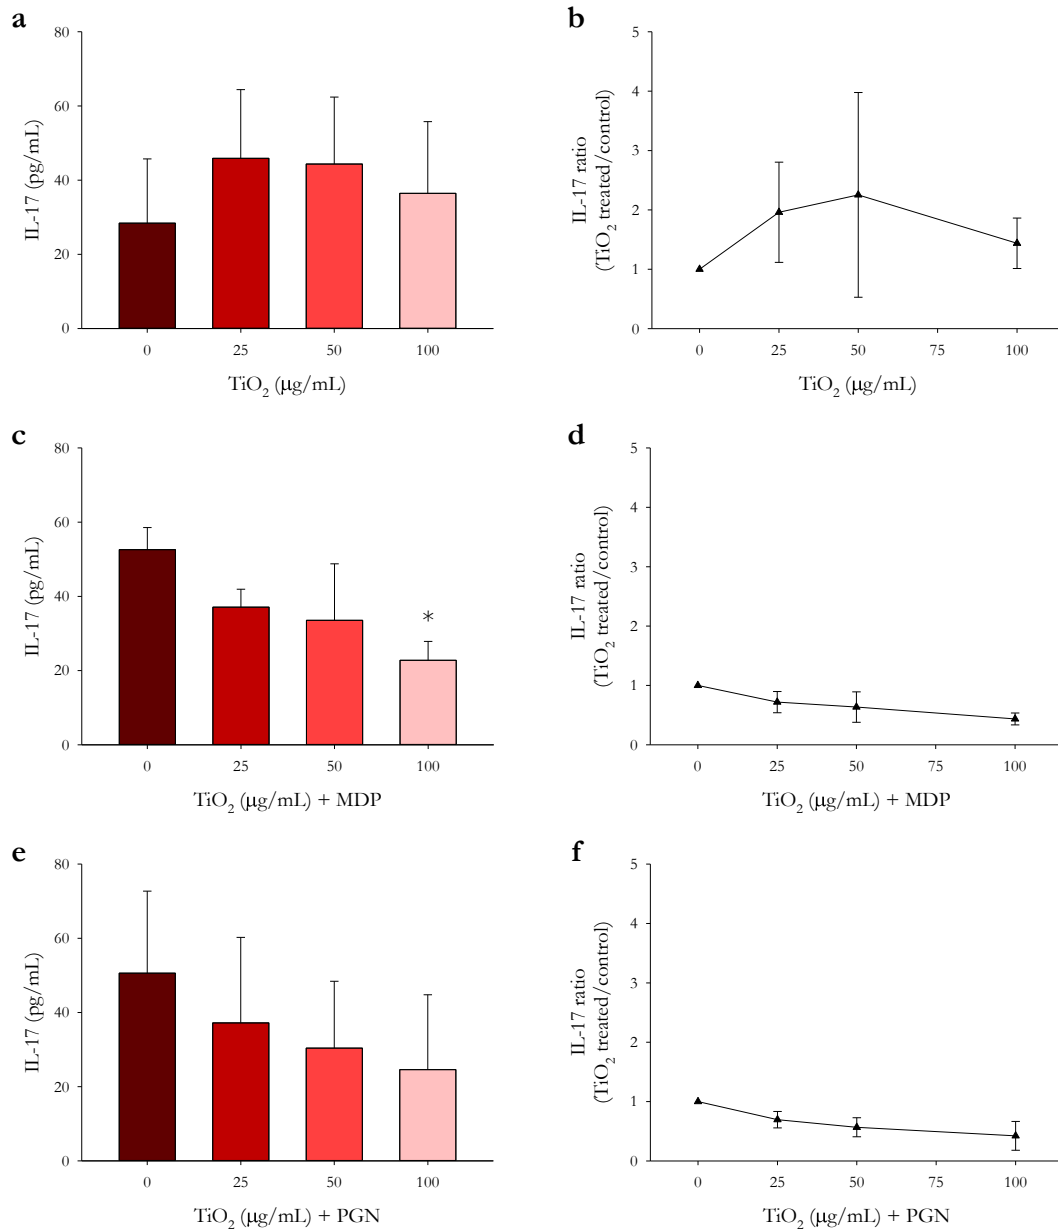 a
80
60
40
20
0
IL-17 (pg/mL)
0 25 50 100
TiO2 (μg/mL)
b
5
4
3
2
1
0
IL-17 ratio
(TiO2 treated/control)
0 25 50 75 100
TiO2 (μg/mL)
c
80
60
40
20
0
IL-17 (pg/mL)
*
0 25 50 100
TiO2 (μg/mL) + MDP
d
5
4
3
2
1
0
IL-17 ratio
(TiO2 treated/control)
0 25 50 75 100
TiO2 (μg/mL) + MDP
e
80
60
40
20
0
IL-17 (pg/mL)
0 25 50 100
TiO2 (μg/mL) + PGN
f
5
4
3
2
1
0
IL-17 ratio
(TiO2 treated/control)
0 25 50 75 100
TiO2 (μg/mL) + PGN